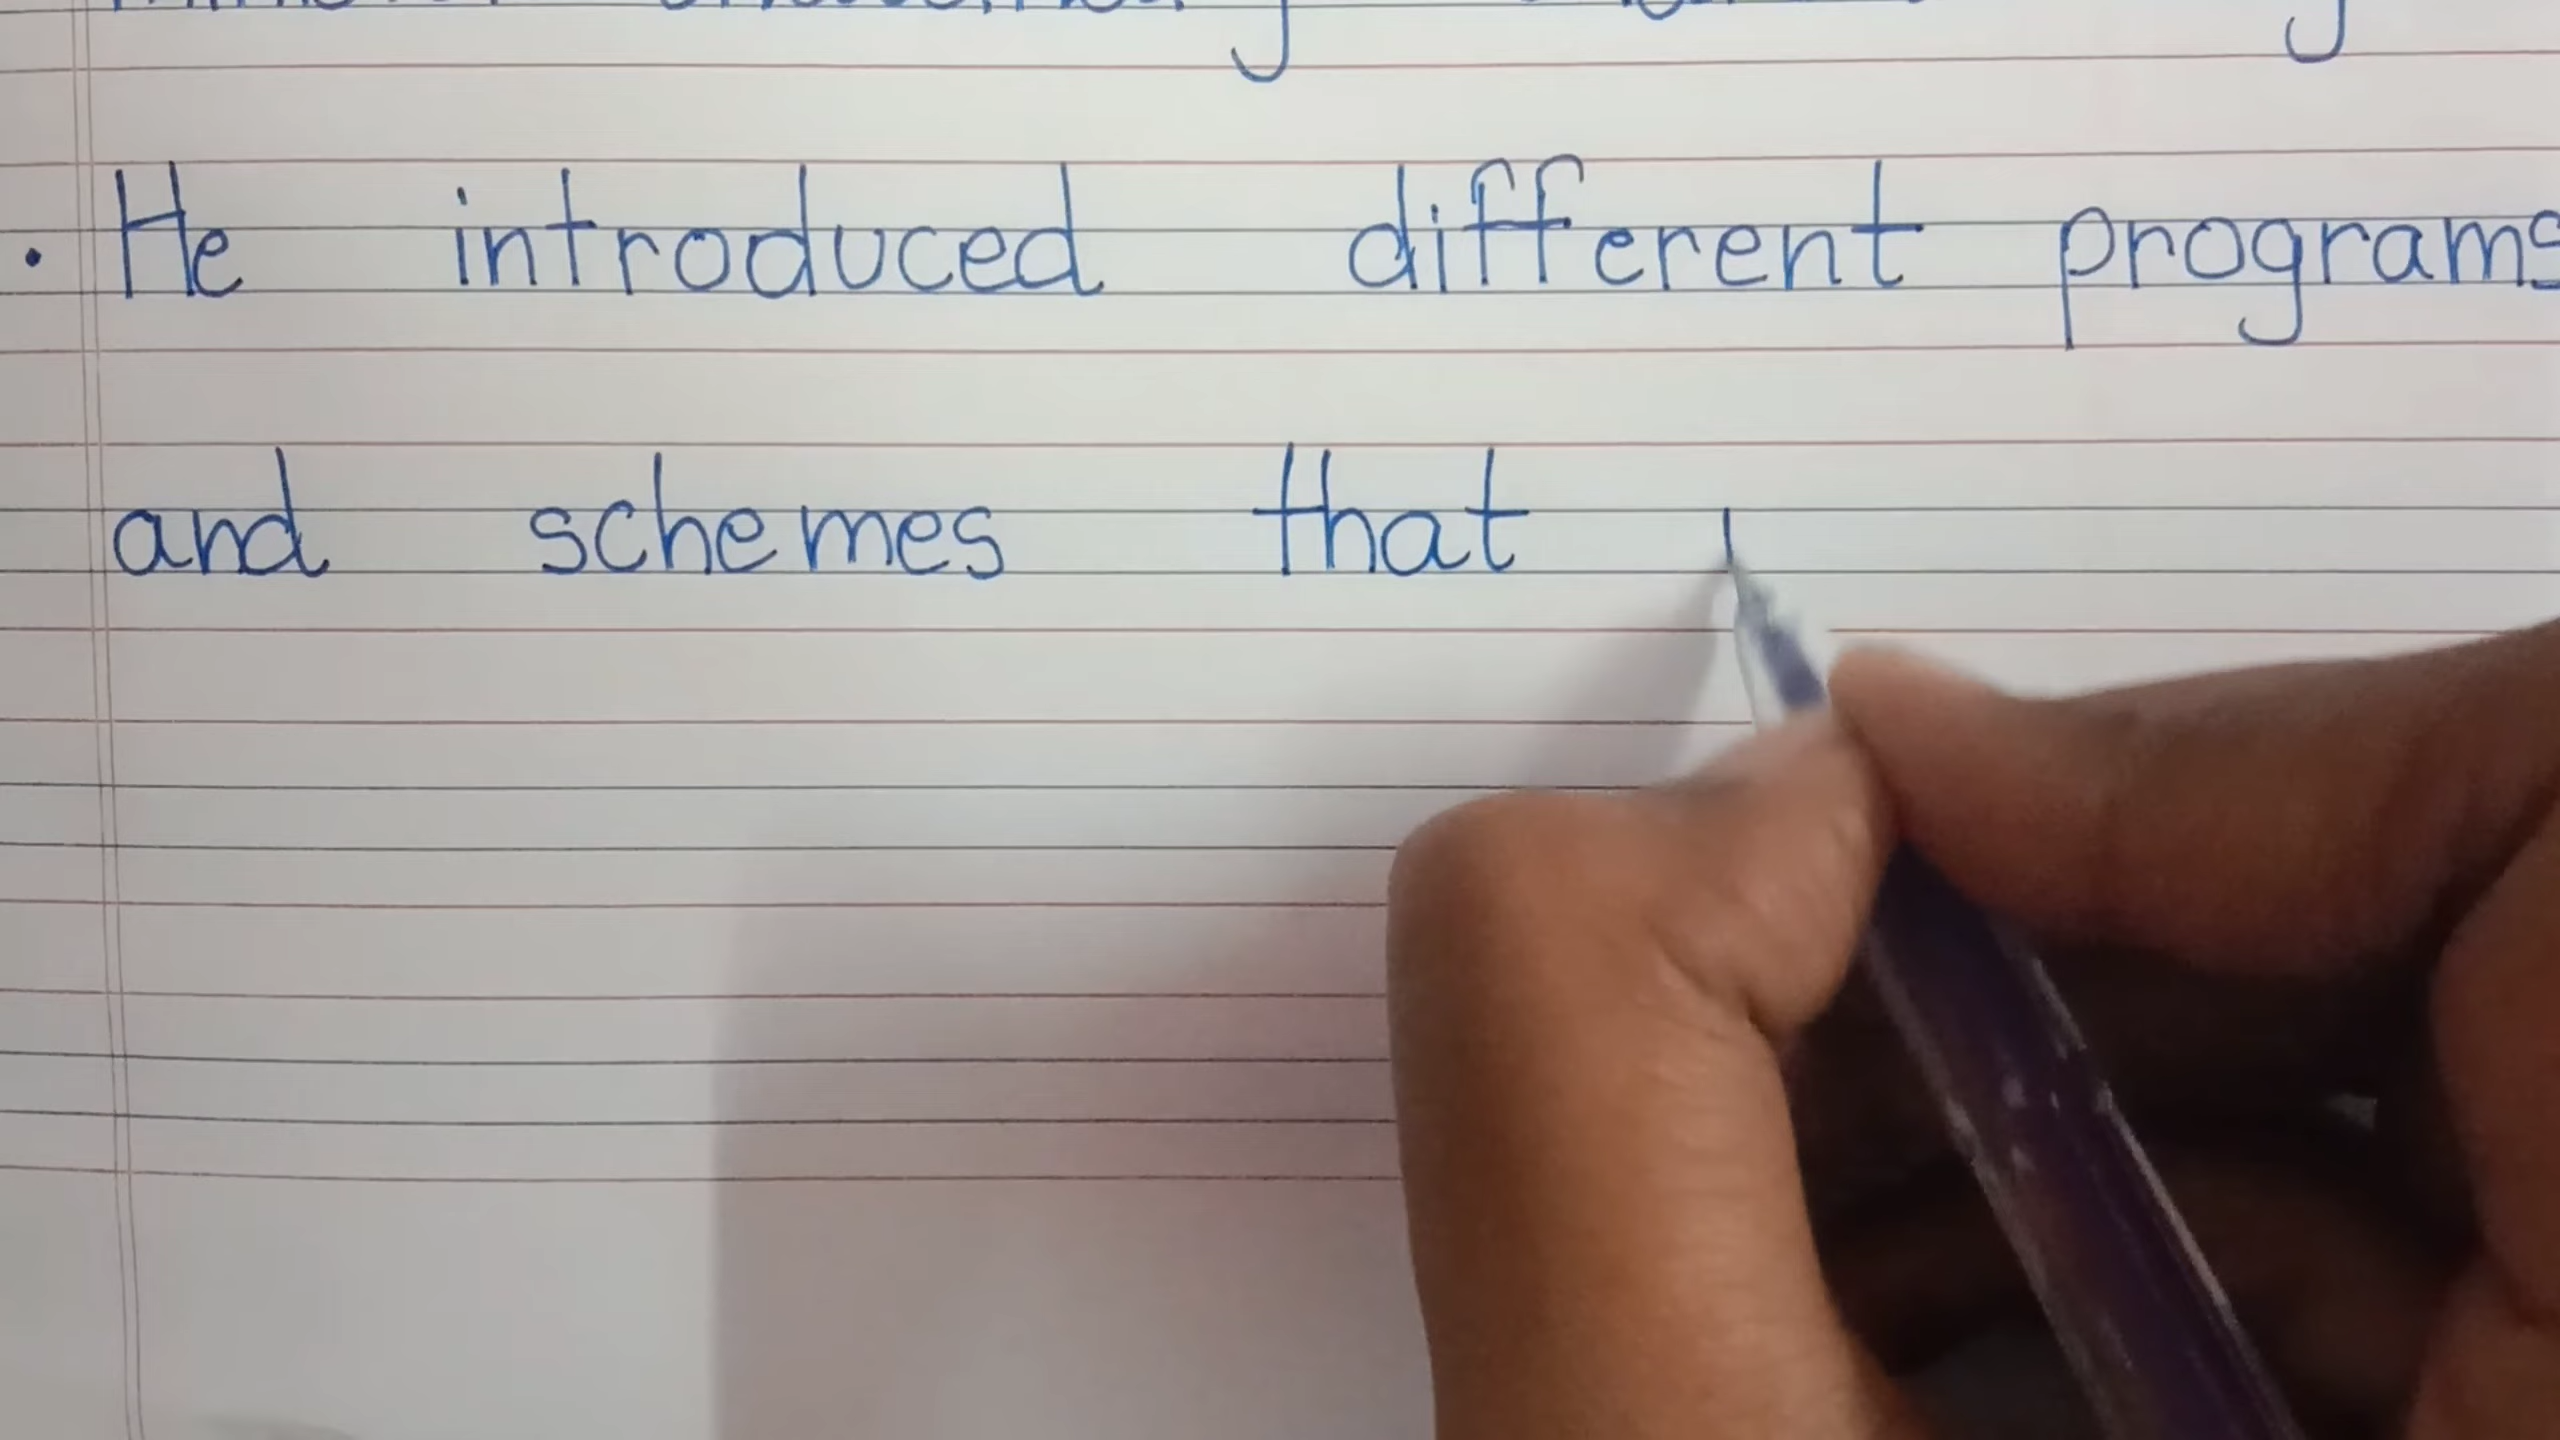 • He introduced different programs
and schemes that